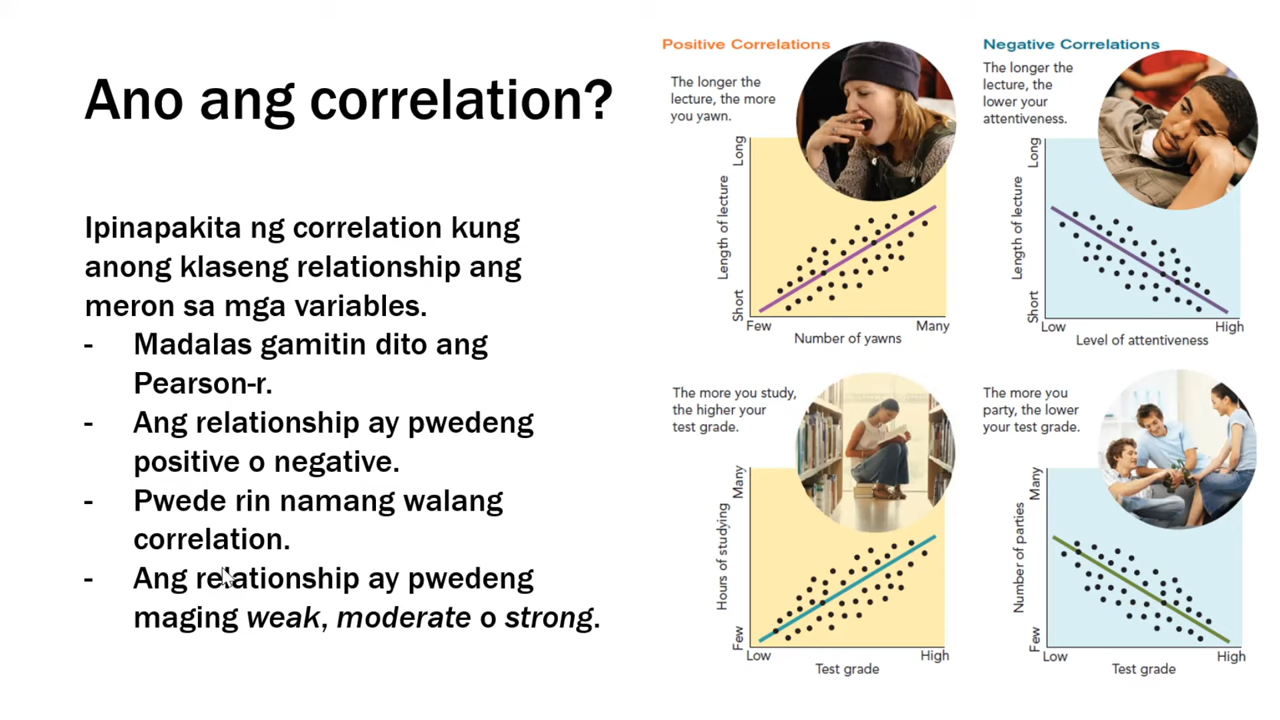 Ano ang correlation?
Ipinapakita ng correlation kung
anong klaseng relationship ang
meron sa mga variables.
- Madalas gamitin dito ang
Pearson-r.
- Ang relationship ay pwedeng
positive o negative.
- Pwede rin namang walang
correlation.
- Ang relationship ay pwedeng
maging weak, moderate o strong.
Positive Correlations
The longer the
lecture, the more
you yawn.
Long
Length of lecture
Short
Few
Many
Number of yawns
Negative Correlations
The longer the
lecture, the
lower your
attentiveness.
Long
Length of lecture
Short
Low
High
Level of attentiveness
The more you study,
the higher your
test grade.
Many
Hours of studying
Few
Low
High
Test grade
The more you
party, the lower
your test grade.
Many
Number of parties
Few
Low
High
Test grade